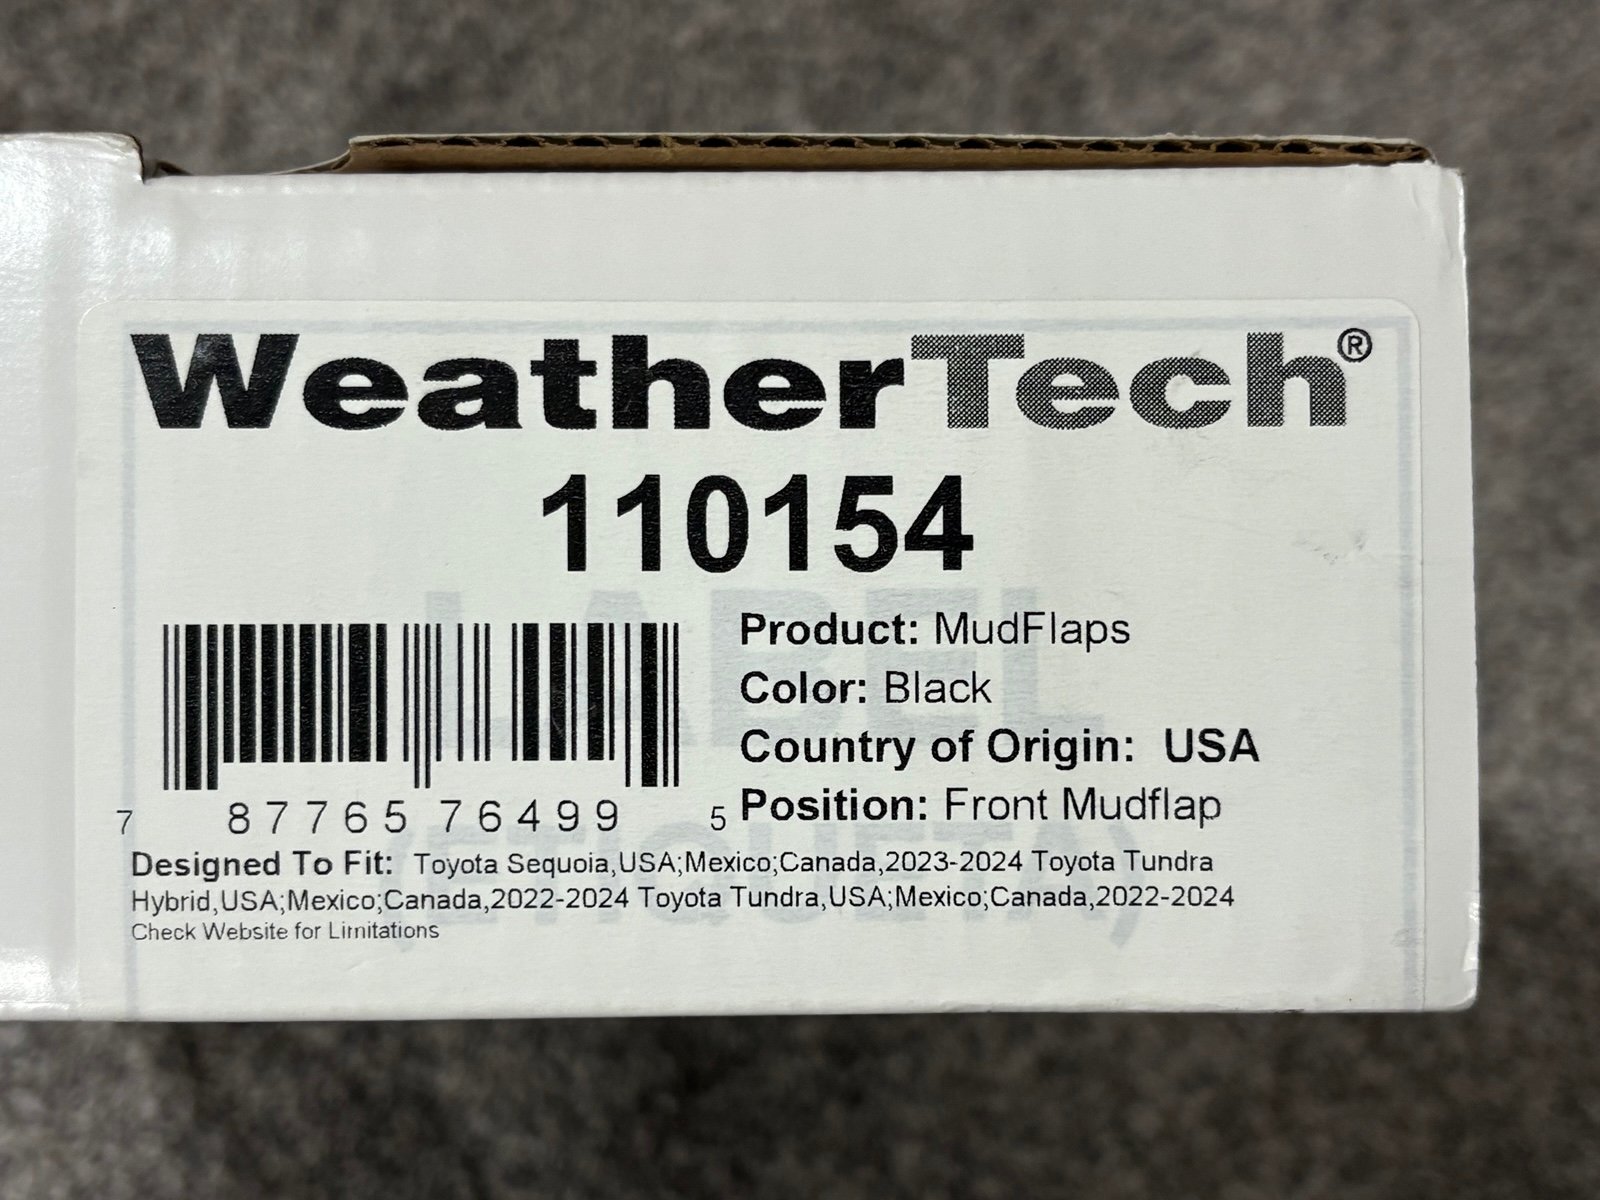 WeatherTech®
110154
Product: MudFlaps
Color: Black
Country of Origin: USA
Position: Front Mudflap
7 87765 76499 5
Designed To Fit: Toyota Sequoia,USA;Mexico;Canada,2023-2024 Toyota Tundra
Hybrid,USA;Mexico;Canada,2022-2024 Toyota Tundra,USA;Mexico;Canada,2022-2024
Check Website for Limitations
LABEL
(ETIQUETA)